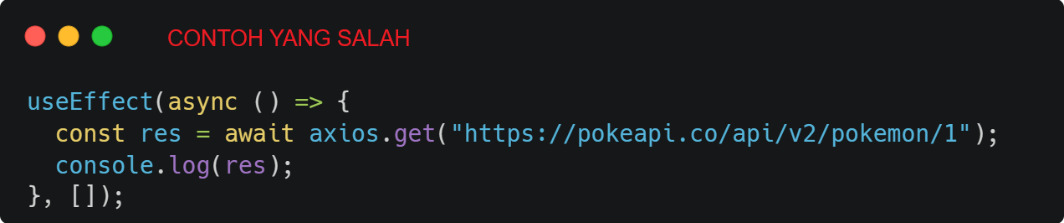 CONTOH YANG SALAH
useEffect(async () => {
  const res = await axios.get("https://pokeapi.co/api/v2/pokemon/1");
  console.log(res);
}, []);